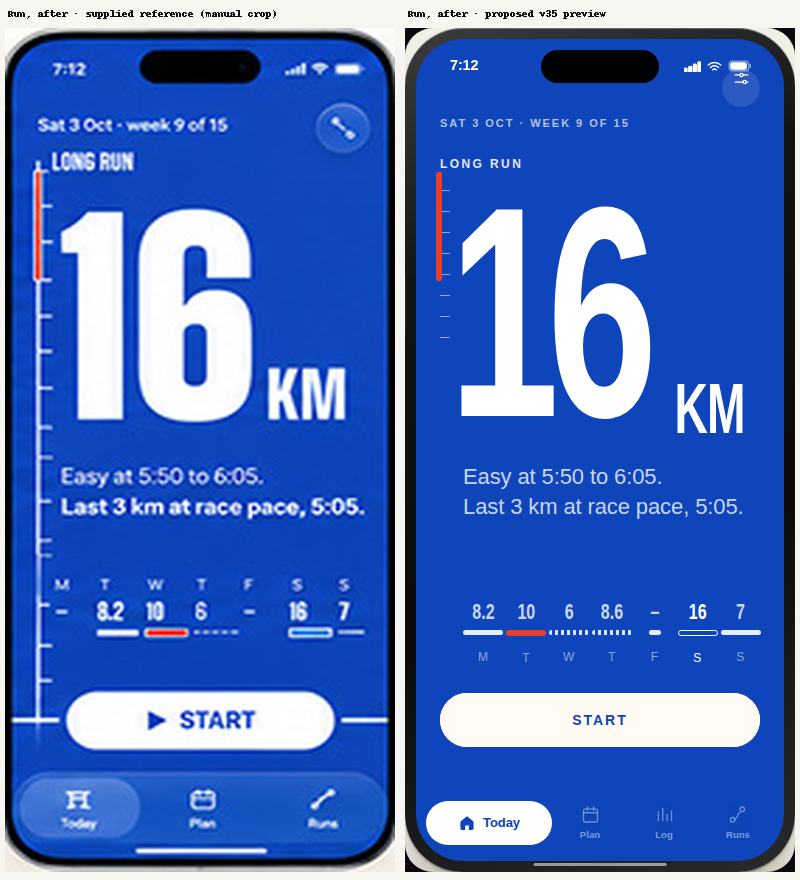 Run, after · supplied reference (manual crop)
7:12
Sat 3 Oct · week 9 of 15
LONG RUN
16 KM
Easy at 5:50 to 6:05.
Last 3 km at race pace, 5:05.
M T W T F S S
– 8.2 10 6 – 16 7
START
Today Plan Runs
Run, after · proposed v35 preview
7:12
SAT 3 OCT · WEEK 9 OF 15
LONG RUN
16 KM
Easy at 5:50 to 6:05.
Last 3 km at race pace, 5:05.
8.2 10 6 8.6 – 16 7
M T W T F S S
START
Today Plan Log Runs